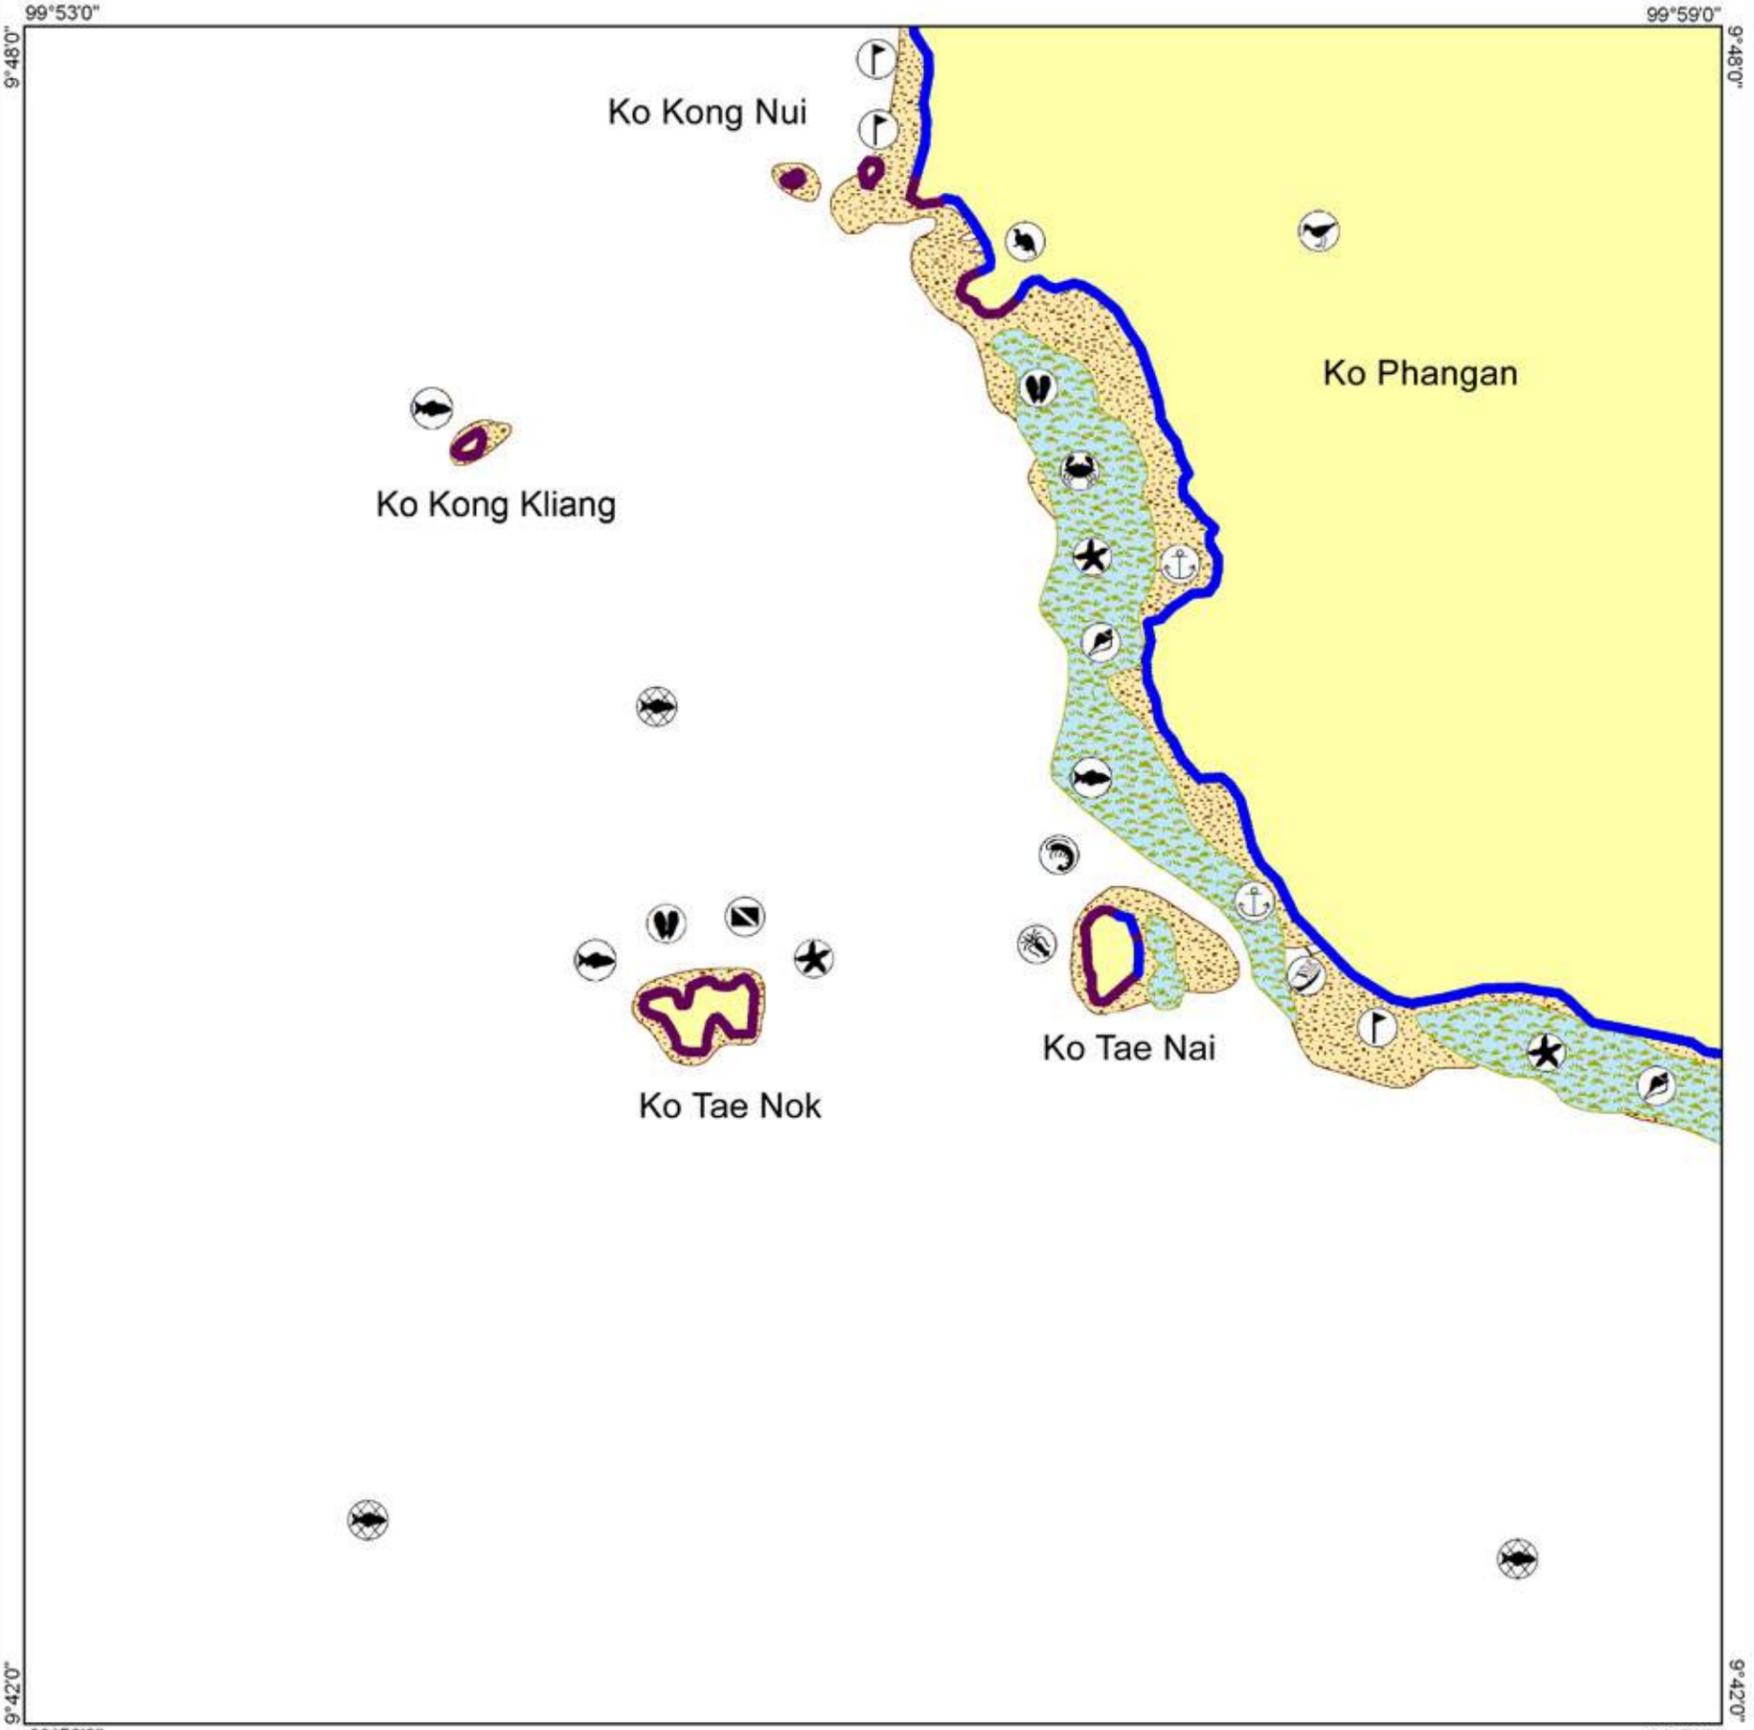 99°53'0"
99°59'0"
9°48'0"
9°48'0"
Ko Kong Nui
Ko Phangan
Ko Kong Kliang
Ko Tae Nai
Ko Tae Nok
9°42'0"
9°42'0"